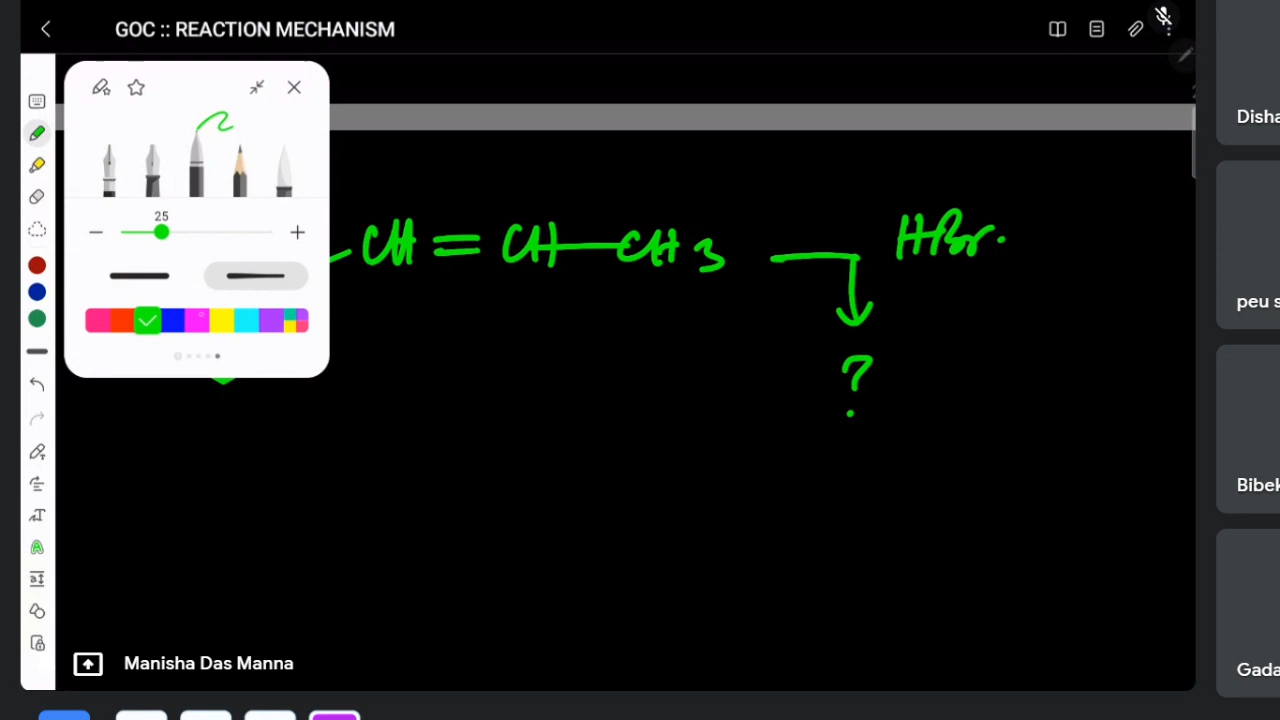 GOC :: REACTION MECHANISM
25
CH = CH — CH3
HBr.
?
Disha
peu s
Bibek
Gada
Manisha Das Manna